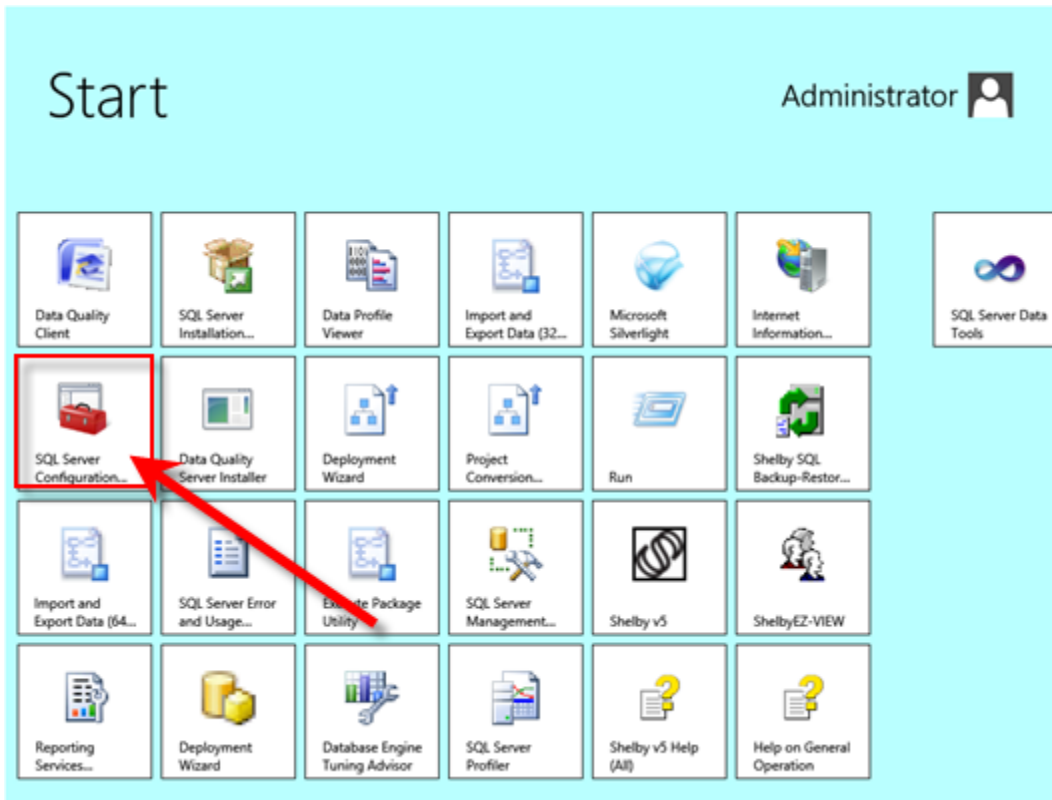 Start
Administrator
Data Quality
Client
SQL Server
Installation...
Data Profile
Viewer
Import and
Export Data (32...
Microsoft
Silverlight
Internet
Information...
SQL Server Data
Tools
SQL Server
Configuration...
Data Quality
Server Installer
Deployment
Wizard
Project
Conversion...
Run
Shelby SQL
Backup-Restor...
Import and
Export Data (64...
SQL Server Error
and Usage...
Execute Package
Utility
SQL Server
Management...
Shelby v5
ShelbyEZ-VIEW
Reporting
Services...
Deployment
Wizard
Database Engine
Tuning Advisor
SQL Server
Profiler
Shelby v5 Help
(All)
Help on General
Operation